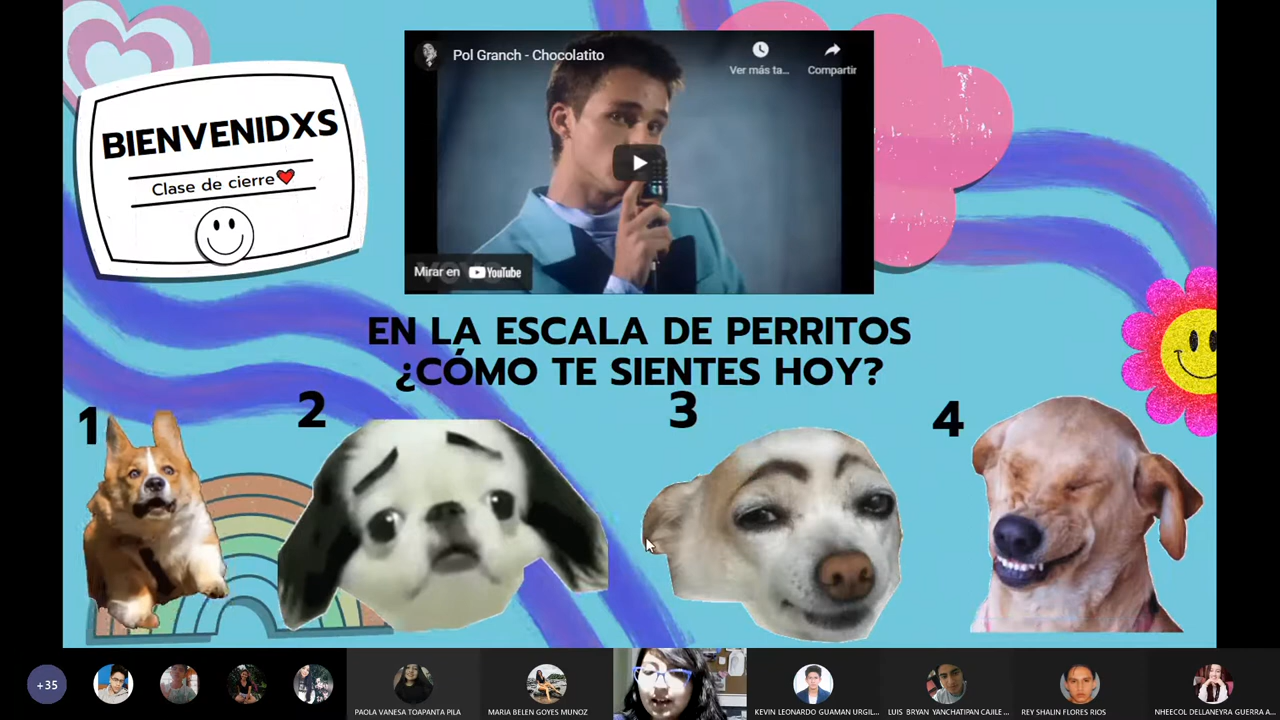 BIENVENIDXS
Clase de cierre
Pol Granch - Chocolatito
Ver más ta...
Compartir
Mirar en YouTube
EN LA ESCALA DE PERRITOS
¿CÓMO TE SIENTES HOY?
1
2
3
4
+35
PAOLA VANESA TOAPANTA PILA
MARIA BELEN GOYES MUNOZ
KEVIN LEONARDO GUAMAN URGIL...
LUIS BRYAN YANCHATIPAN CAJILE ...
REY SHALIN FLORES RIOS
NHEECOL DELLANEYRA GUERRA A...